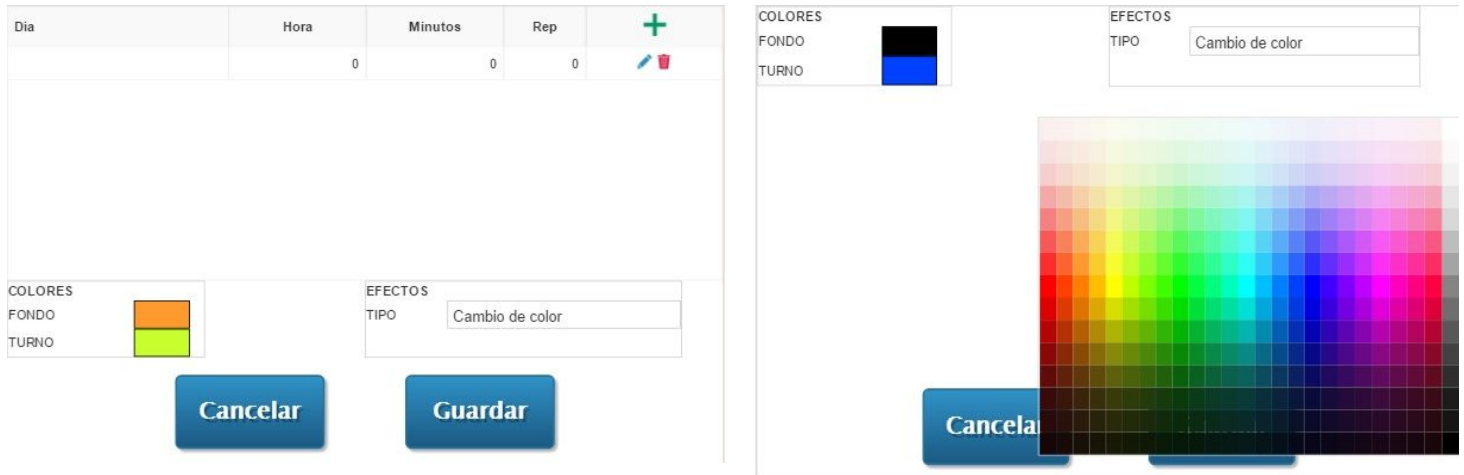 Dia Hora Minutos Rep
0 0 0
COLORES EFECTOS
FONDO TIPO Cambio de color
TURNO
Cancelar Guardar
COLORES EFECTOS
FONDO TIPO Cambio de color
TURNO
Cancela